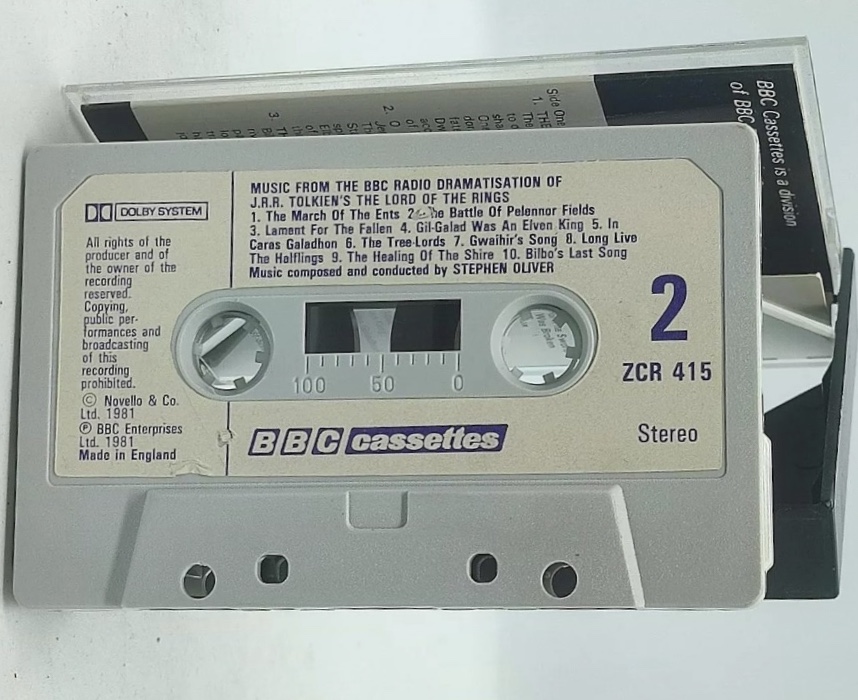 BBC Cassettes is a division
of BBC
Side One
1. THE
2. O
3.
DOLBY SYSTEM
All rights of the
producer and of
the owner of the
recording
reserved.
Copying,
public per-
formances and
broadcasting
of this
recording
prohibited.
© Novello & Co.
Ltd. 1981
℗ BBC Enterprises
Ltd. 1981
Made in England
MUSIC FROM THE BBC RADIO DRAMATISATION OF
J.R.R. TOLKIEN'S THE LORD OF THE RINGS
1. The March Of The Ents 2. The Battle Of Pelennor Fields
3. Lament For The Fallen 4. Gil-Galad Was An Elven King 5. In
Caras Galadhon 6. The Tree-Lords 7. Gwaihir's Song 8. Long Live
The Halflings 9. The Healing Of The Shire 10. Bilbo's Last Song
Music composed and conducted by STEPHEN OLIVER
2
ZCR 415
100 50 0
BBC cassettes
Stereo